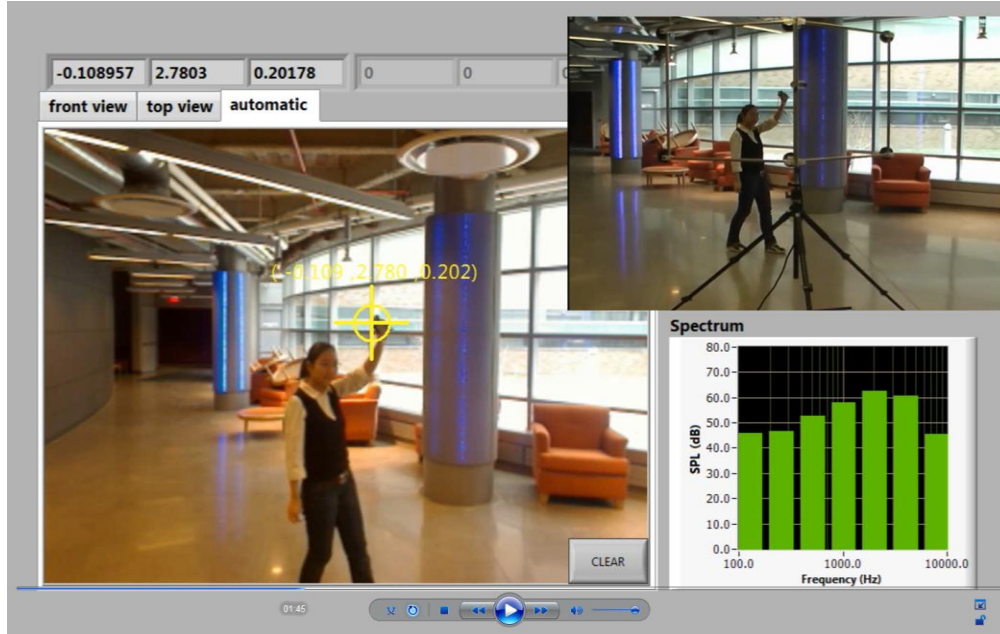 -0.108957 2.7803 0.20178 0 0
front view top view automatic
( -0.109 ,2.780 ,0.202)
CLEAR
Spectrum
80.0
70.0
60.0
50.0
40.0
30.0
20.0
10.0
0.0
SPL (dB)
100.0 1000.0 10000.0
Frequency (Hz)
01:45